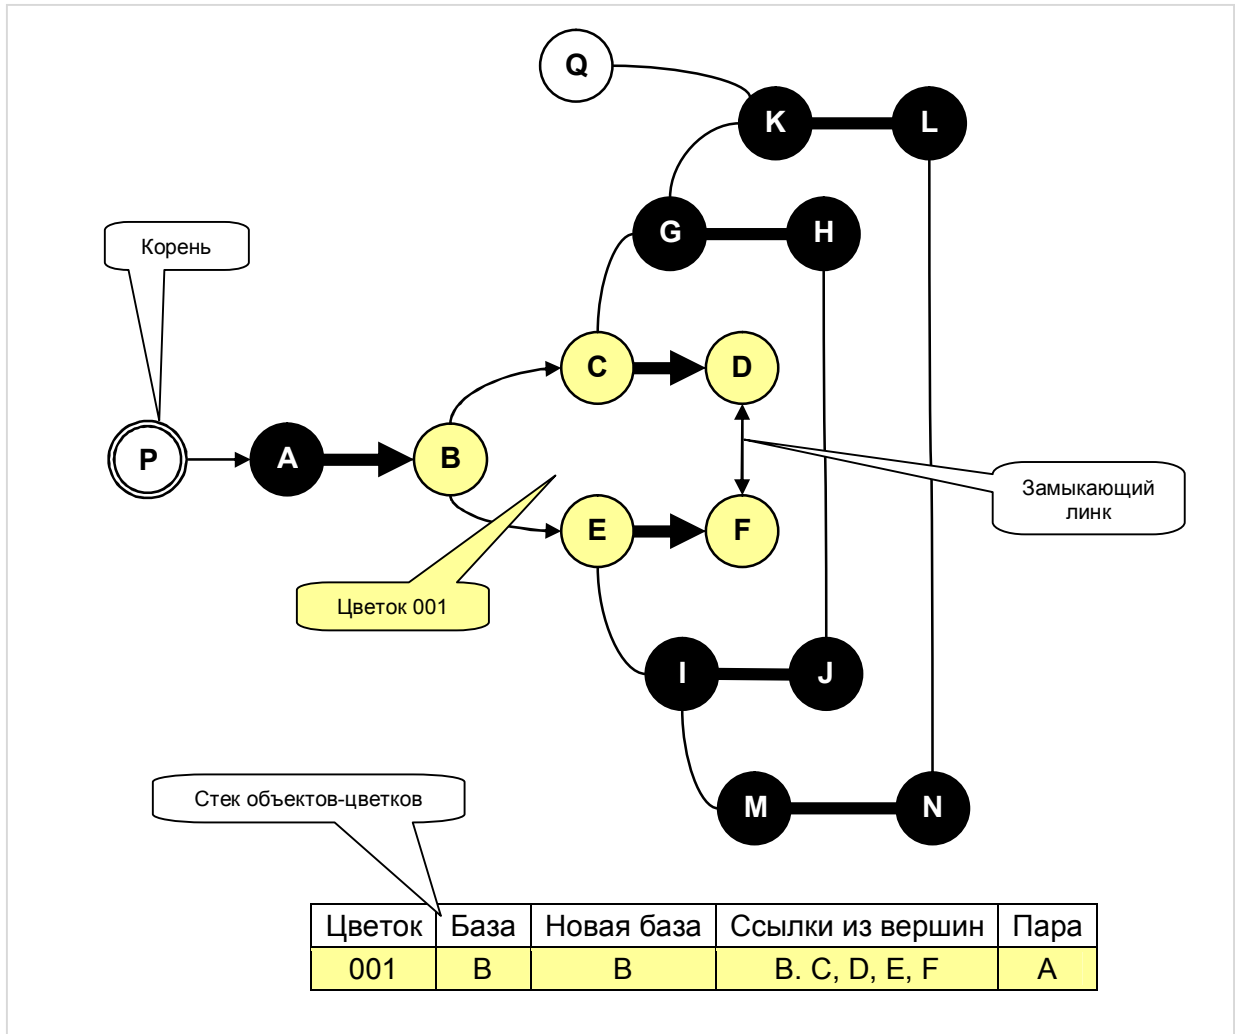 Q
K
L
G
H
Корень
C
D
P
A
B
Замыкающий
линк
E
F
Цветок 001
I
J
Стек объектов-цветков
M
N
Цветок База Новая база Ссылки из вершин Пара
001 B B B. C, D, E, F A